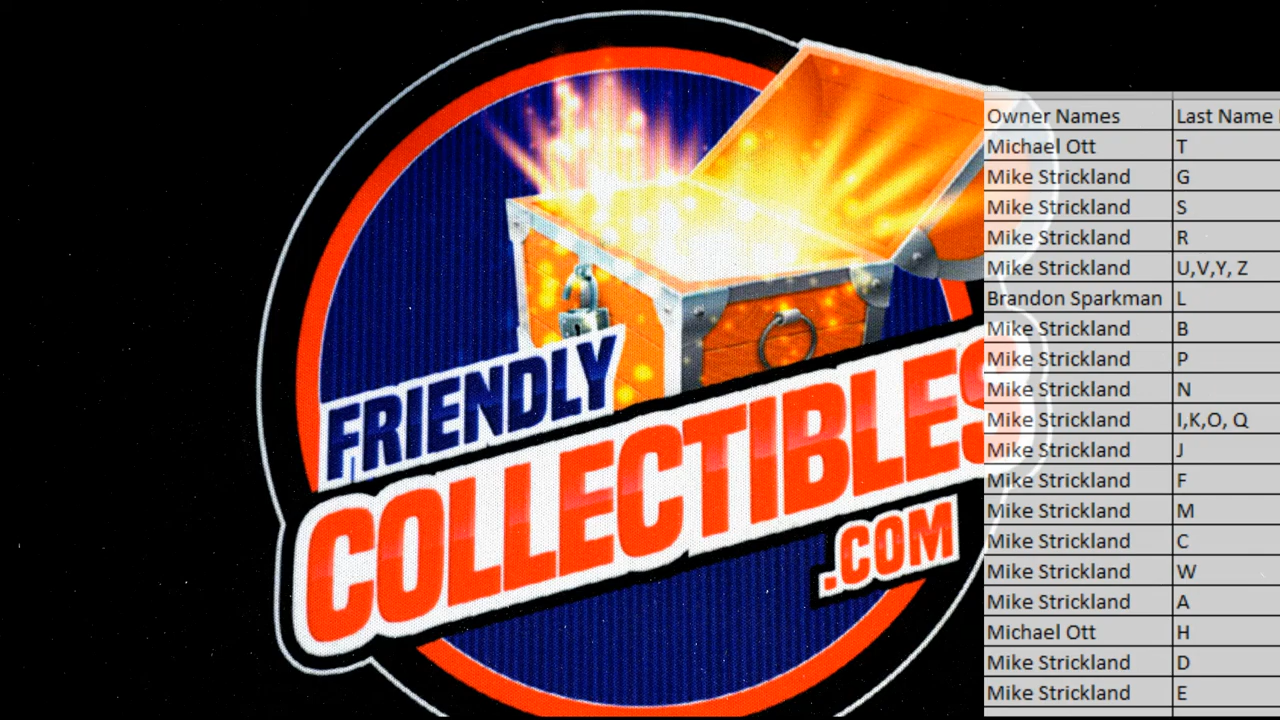 FRIENDLY
COLLECTIBLES
.COM
Owner Names Last Name
Michael Ott T
Mike Strickland G
Mike Strickland S
Mike Strickland R
Mike Strickland U,V,Y, Z
Brandon Sparkman L
Mike Strickland B
Mike Strickland P
Mike Strickland N
Mike Strickland I,K,O, Q
Mike Strickland J
Mike Strickland F
Mike Strickland M
Mike Strickland C
Mike Strickland W
Mike Strickland A
Michael Ott H
Mike Strickland D
Mike Strickland E